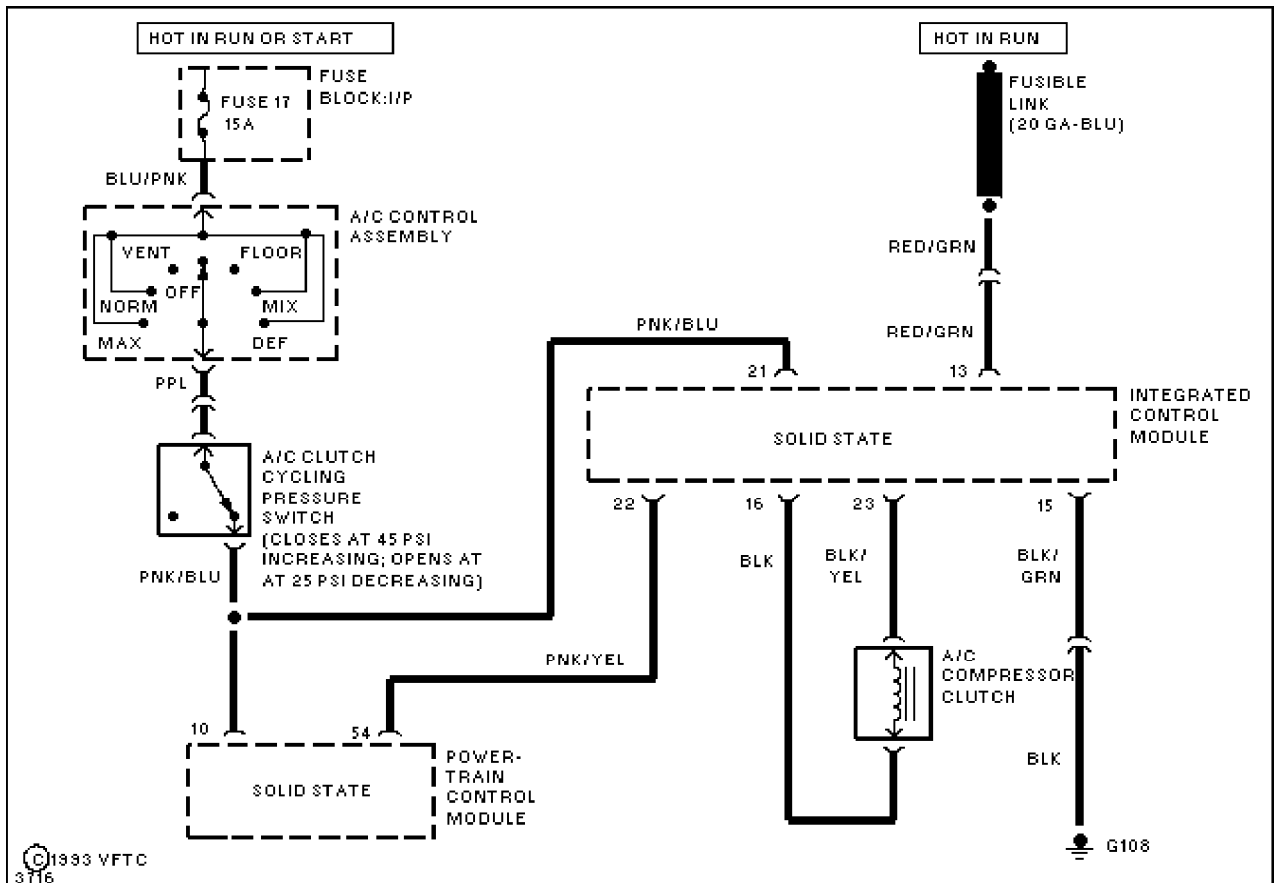 HOT IN RUN OR START
FUSE
BLOCK:I/P
FUSE 17
15A
BLU/PNK
A/C CONTROL
ASSEMBLY
VENT
FLOOR
OFF
NORM
MIX
MAX
DEF
PPL
A/C CLUTCH
CYCLING
PRESSURE
SWITCH
(CLOSES AT 45 PSI
INCREASING; OPENS AT
AT 25 PSI DECREASING)
PNK/BLU
10
54
SOLID STATE
POWER-
TRAIN
CONTROL
MODULE
HOT IN RUN
FUSIBLE
LINK
(20 GA-BLU)
RED/GRN
RED/GRN
PNK/BLU
21
13
INTEGRATED
CONTROL
MODULE
SOLID STATE
22
16
23
15
BLK
BLK/
YEL
BLK/
GRN
PNK/YEL
A/C
COMPRESSOR
CLUTCH
BLK
G108
©1993 VFTC
3716